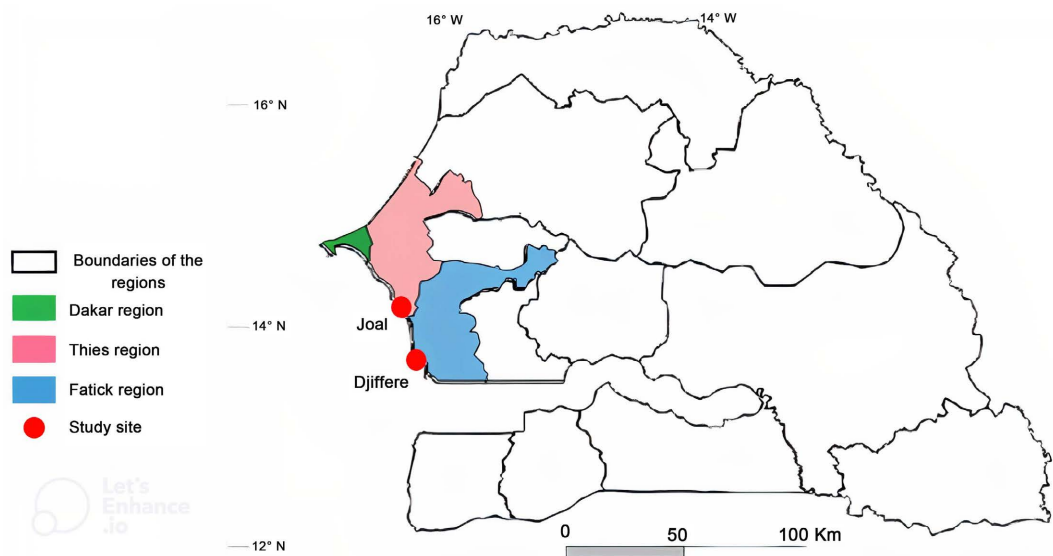 16° W
14° W
16° N
Boundaries of the
regions
Dakar region
Thies region
Fatick region
Study site
Joal
14° N
Djiffere
Let's
Enhance
.io
0 50 100 Km
12° N